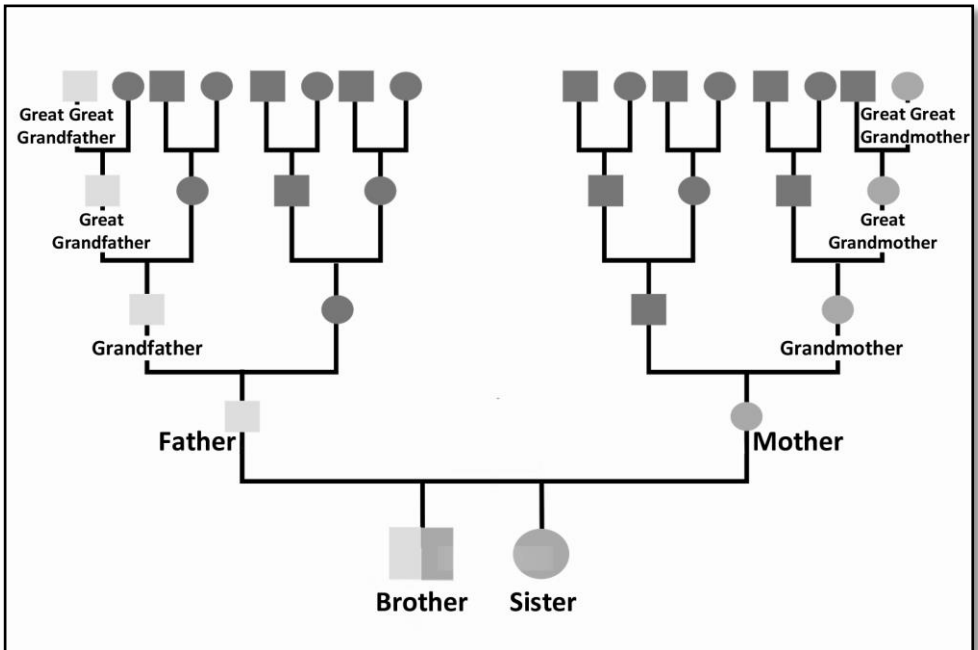 Great Great
Grandfather
Great Great
Grandmother
Great
Grandfather
Great
Grandmother
Grandfather
Grandmother
Father
Mother
Brother
Sister